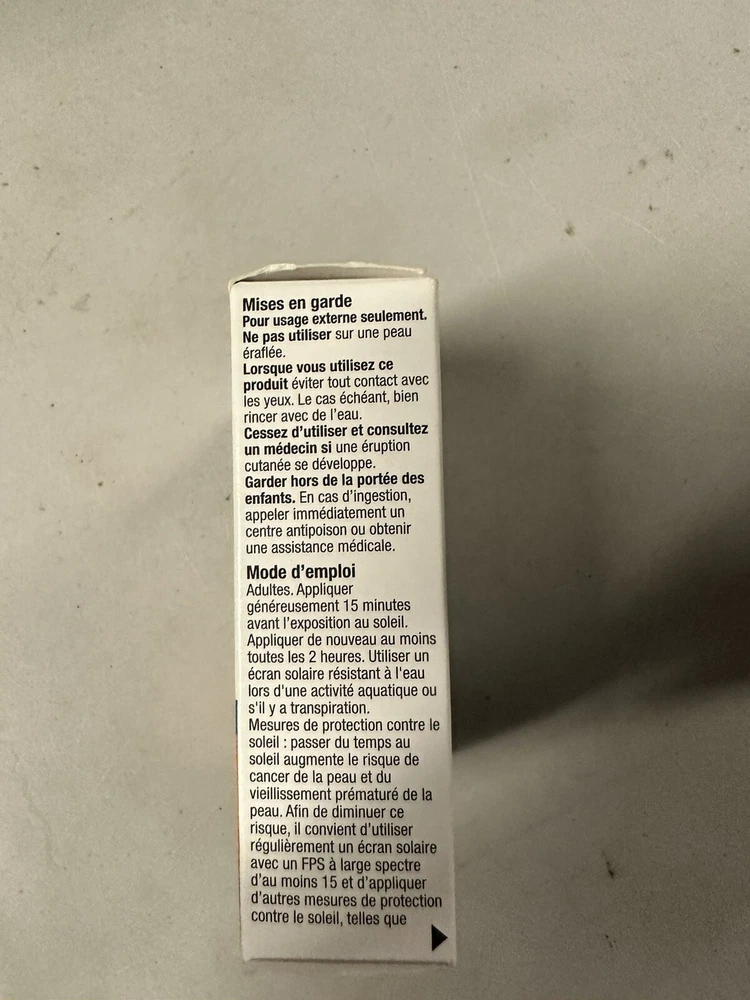 Mises en garde
Pour usage externe seulement.
Ne pas utiliser sur une peau
éraflée.
Lorsque vous utilisez ce
produit éviter tout contact avec
les yeux. Le cas échéant, bien
rincer avec de l'eau.
Cessez d'utiliser et consultez
un médecin si une éruption
cutanée se développe.
Garder hors de la portée des
enfants. En cas d'ingestion,
appeler immédiatement un
centre antipoison ou obtenir
une assistance médicale.
Mode d'emploi
Adultes. Appliquer
généreusement 15 minutes
avant l'exposition au soleil.
Appliquer de nouveau au moins
toutes les 2 heures. Utiliser un
écran solaire résistant à l'eau
lors d'une activité aquatique ou
s'il y a transpiration.
Mesures de protection contre le
soleil : passer du temps au
soleil augmente le risque de
cancer de la peau et du
vieillissement prématuré de la
peau. Afin de diminuer ce
risque, il convient d'utiliser
régulièrement un écran solaire
avec un FPS à large spectre
d'au moins 15 et d'appliquer
d'autres mesures de protection
contre le soleil, telles que